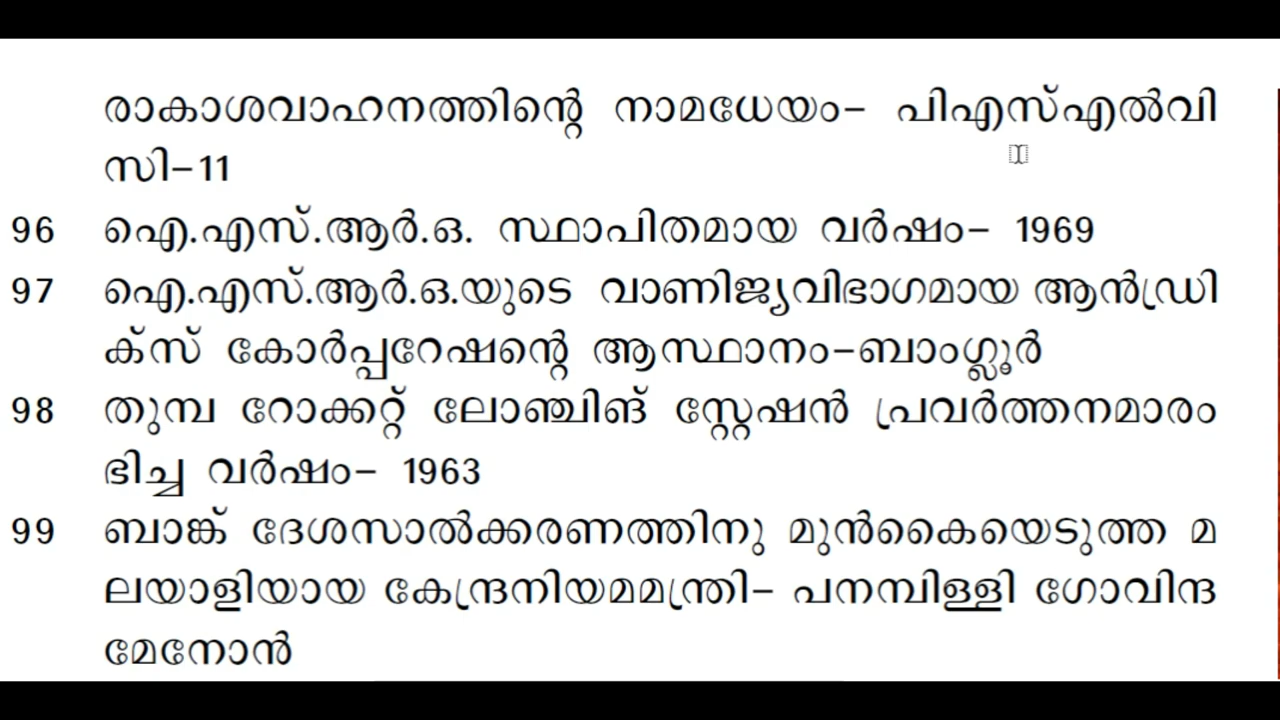 രാകാശവാഹനത്തിന്റെ നാമധേയം- പിഎസ്എൽവി
സി-11
96 ഐ.എസ്.ആർ.ഒ. സ്ഥാപിതമായ വർഷം- 1969
97 ഐ.എസ്.ആർ.ഒ.യുടെ വാണിജ്യവിഭാഗമായ ആൻഡ്രി
ക്സ് കോർപ്പറേഷന്റെ ആസ്ഥാനം-ബാംഗ്ലൂർ
98 തുമ്പ റോക്കറ്റ് ലോഞ്ചിങ് സ്റ്റേഷൻ പ്രവർത്തനമാരം
ഭിച്ച വർഷം- 1963
99 ബാങ്ക് ദേശസാൽക്കരണത്തിനു മുൻകൈയെടുത്ത മ
ലയാളിയായ കേന്ദ്രനിയമമന്ത്രി- പനമ്പിള്ളി ഗോവിന്ദ
മേനോൻ